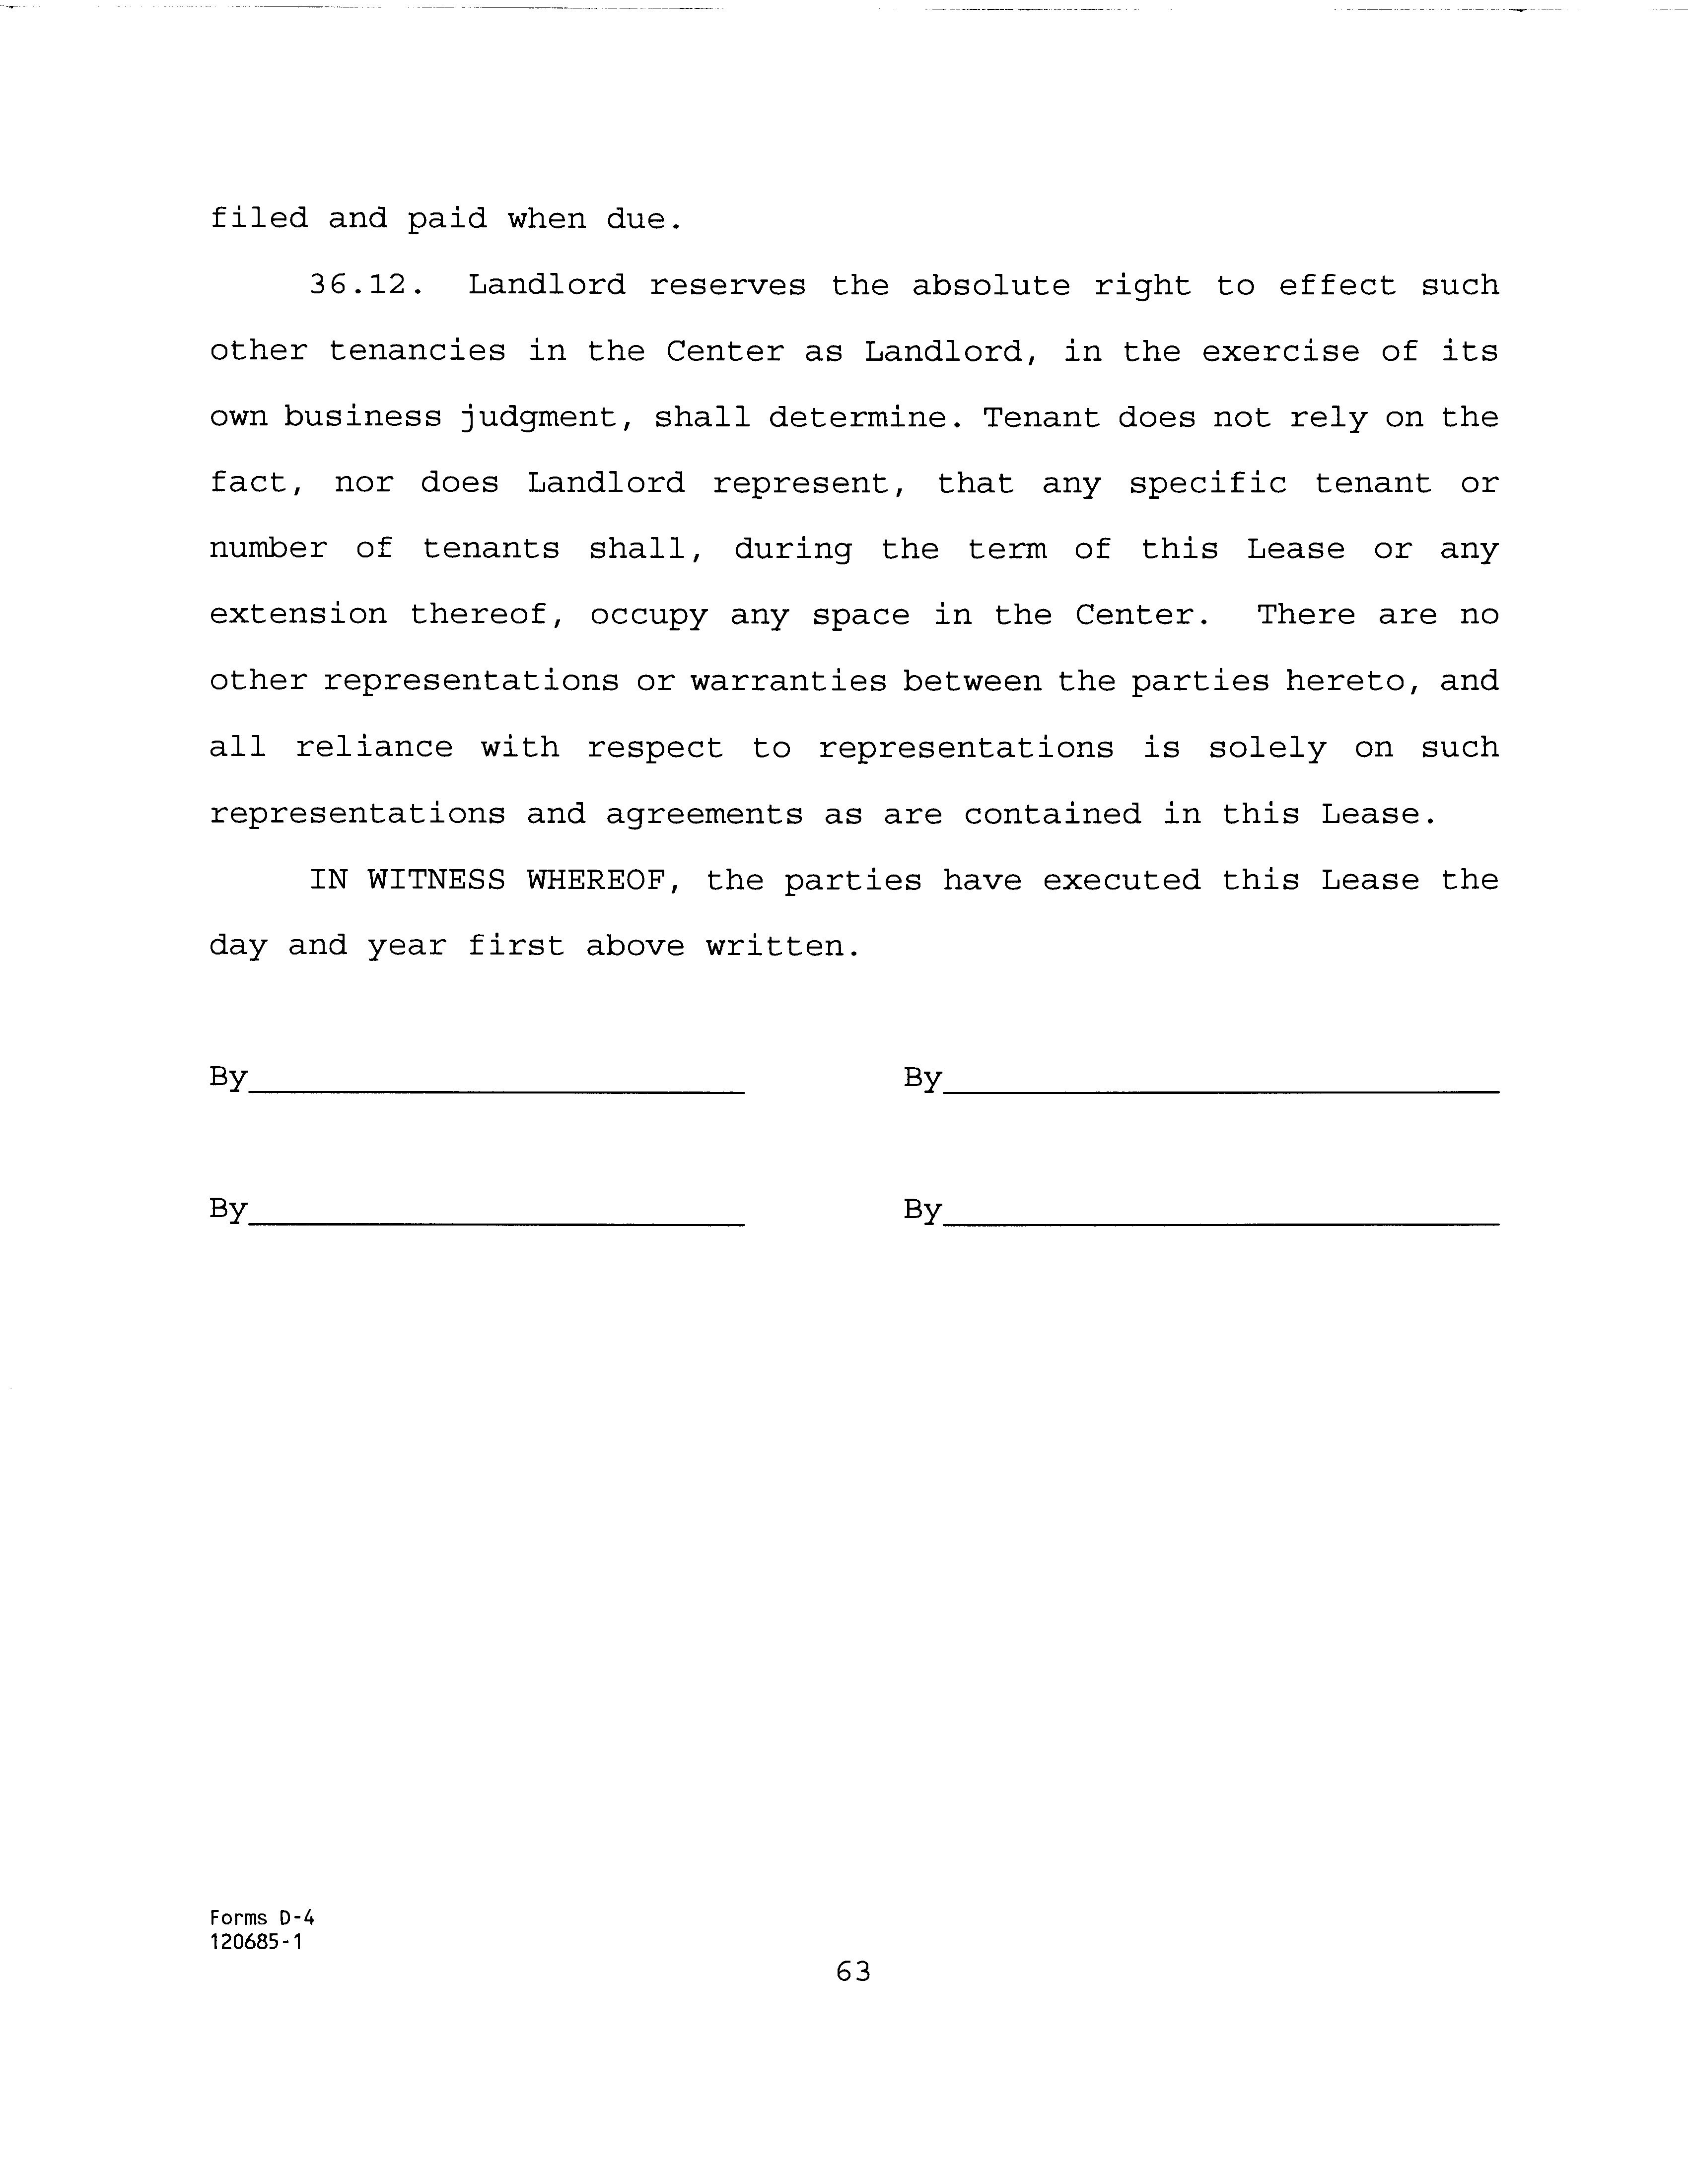 filed and paid when due.
36.12. Landlord reserves the absolute right to effect such
other tenancies in the Center as Landlord, in the exercise of its
own business judgment, shall determine. Tenant does not rely on the
fact, nor does Landlord represent, that any specific tenant or
number of tenants shall, during the term of this Lease or any
extension thereof, occupy any space in the Center. There are no
other representations or warranties between the parties hereto, and
all reliance with respect to representations is solely on such
representations and agreements as are contained in this Lease.
IN WITNESS WHEREOF, the parties have executed this Lease the
day and year first above written.
By By
By By
Forms D-4
120685-1
63